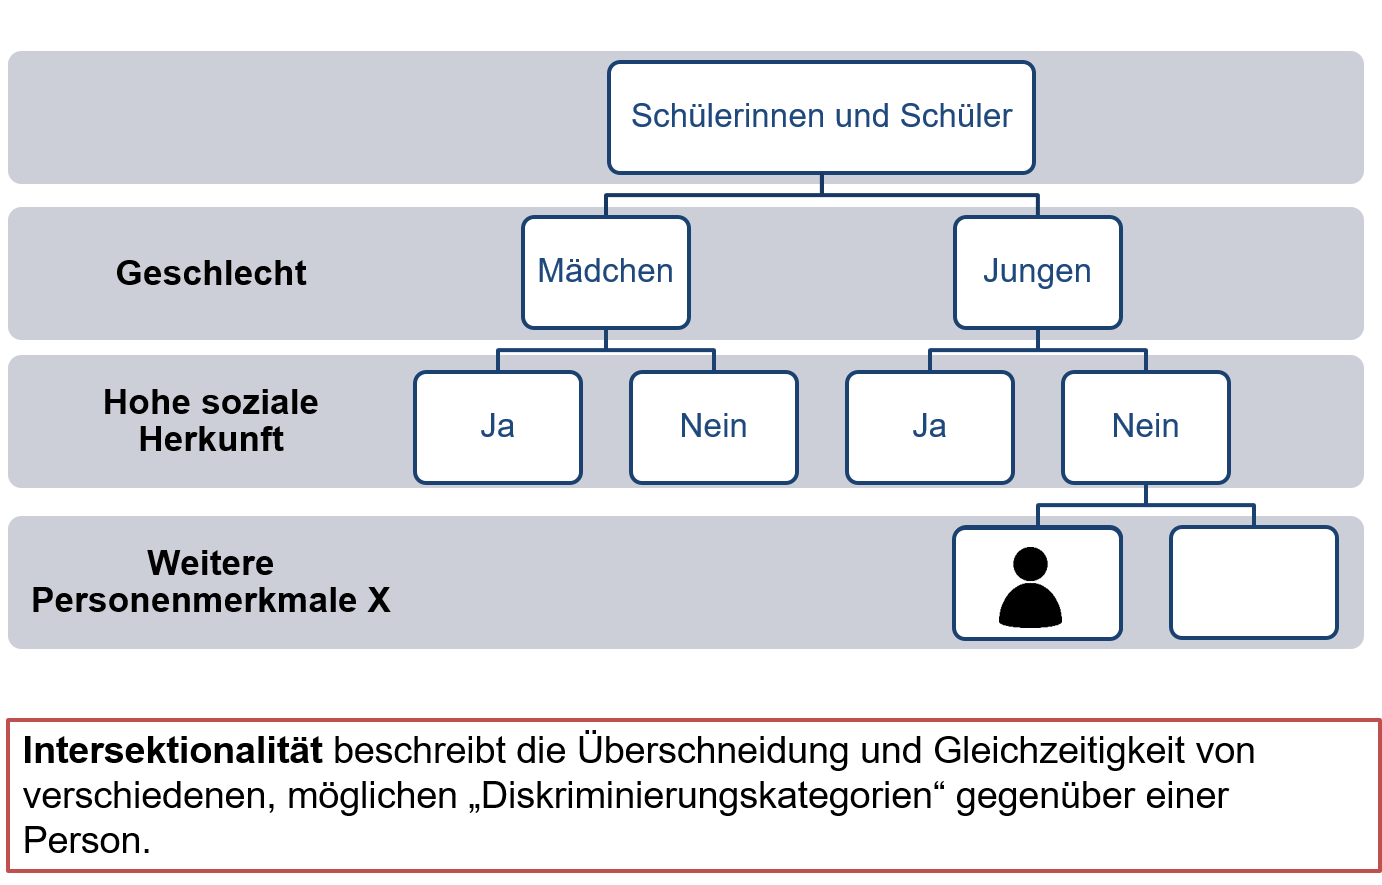 Schülerinnen und Schüler
Geschlecht
Mädchen
Jungen
Hohe soziale
Herkunft
Ja
Nein
Ja
Nein
Weitere
Personenmerkmale X
Intersektionalität beschreibt die Überschneidung und Gleichzeitigkeit von
verschiedenen, möglichen „Diskriminierungskategorien“ gegenüber einer
Person.